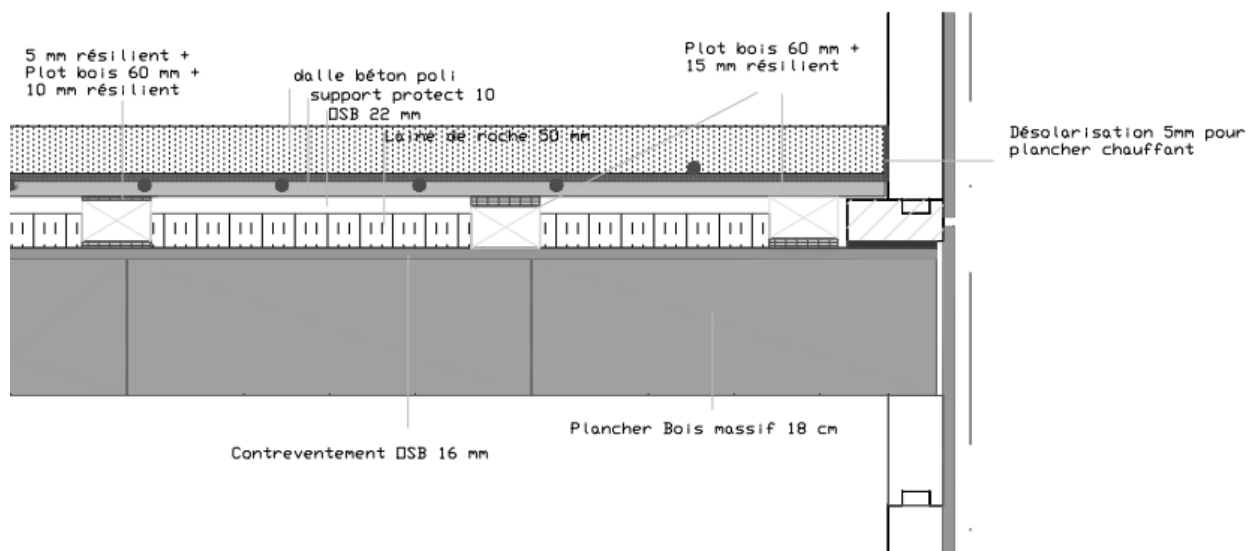 5 mm résilient +
Plot bois 60 mm +
10 mm résilient
dalle béton poli
support protect 10
OSB 22 mm
Laine de roche 50 mm
Plot bois 60 mm +
15 mm résilient
Désolarisation 5mm pour
plancher chauffant
Plancher Bois massif 18 cm
Contreventement OSB 16 mm